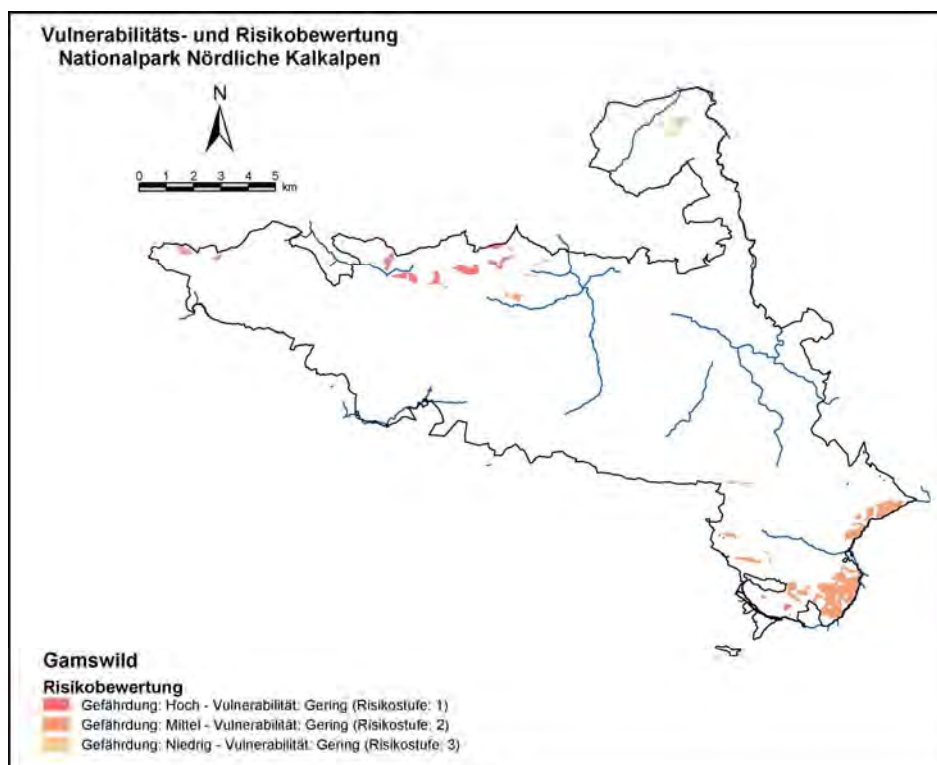 Vulnerabilitäts- und Risikobewertung
Nationalpark Nördliche Kalkalpen
N
0 1 2 3 4 5
km
Gamswild
Risikobewertung
Gefährdung: Hoch - Vulnerabilität: Gering (Risikostufe: 1)
Gefährdung: Mittel - Vulnerabilität: Gering (Risikostufe: 2)
Gefährdung: Niedrig - Vulnerabilität: Gering (Risikostufe: 3)